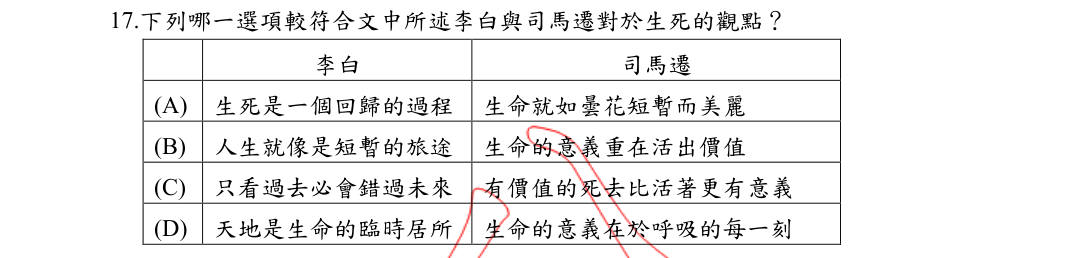 17.下列哪一選項較符合文中所述李白與司馬遷對於生死的觀點？
李白 司馬遷
(A) 生死是一個回歸的過程 生命就如曇花短暫而美麗
(B) 人生就像是短暫的旅途 生命的意義重在活出價值
(C) 只看過去必會錯過未來 有價值的死去比活著更有意義
(D) 天地是生命的臨時居所 生命的意義在於呼吸的每一刻